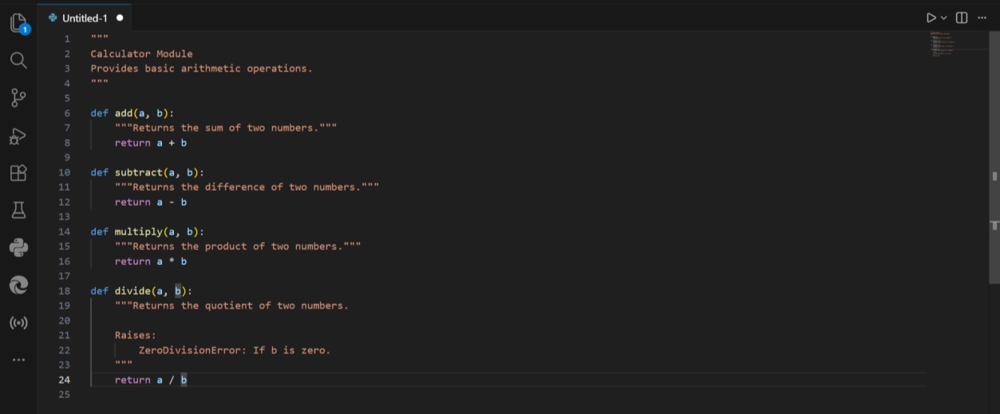 1
Untitled-1
1 """
2 Calculator Module
3 Provides basic arithmetic operations.
4 """
5
6 def add(a, b):
7     """Returns the sum of two numbers."""
8     return a + b
9
10 def subtract(a, b):
11     """Returns the difference of two numbers."""
12     return a - b
13
14 def multiply(a, b):
15     """Returns the product of two numbers."""
16     return a * b
17
18 def divide(a, b):
19     """Returns the quotient of two numbers.
20
21     Raises:
22         ZeroDivisionError: If b is zero.
23     """
24     return a / b
25